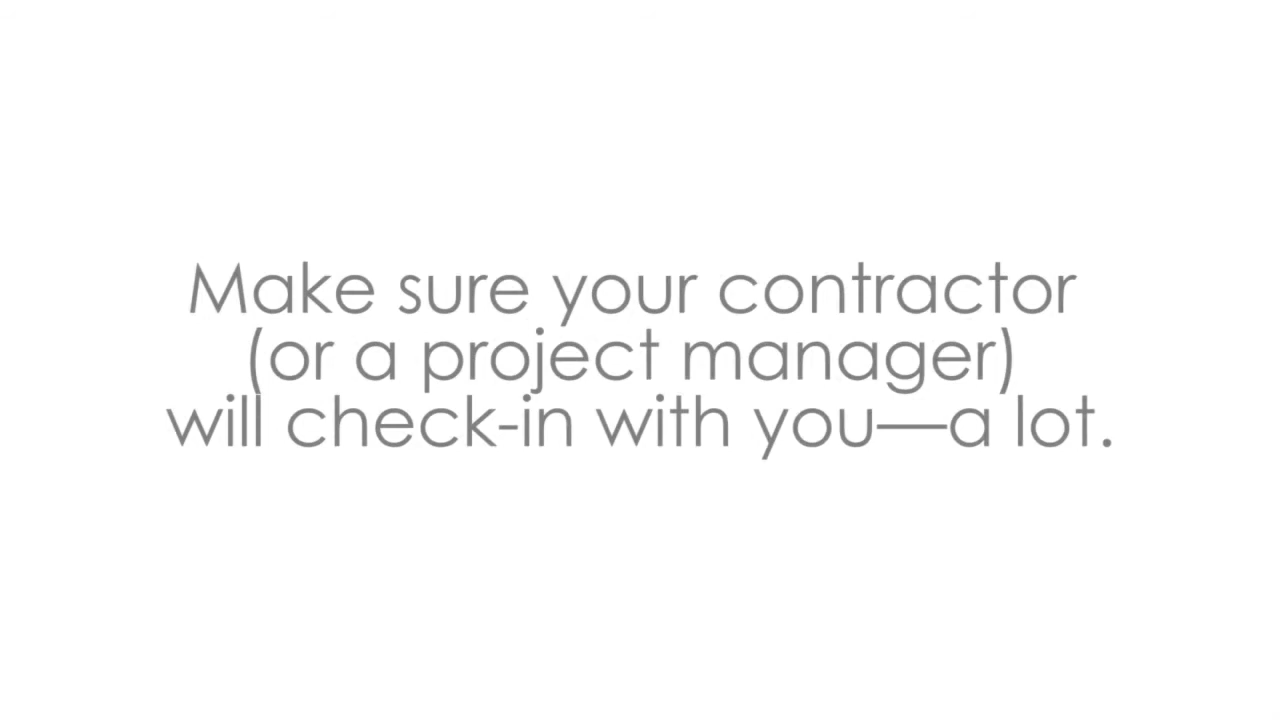 Make sure your contractor
(or a project manager)
will check-in with you—a lot.